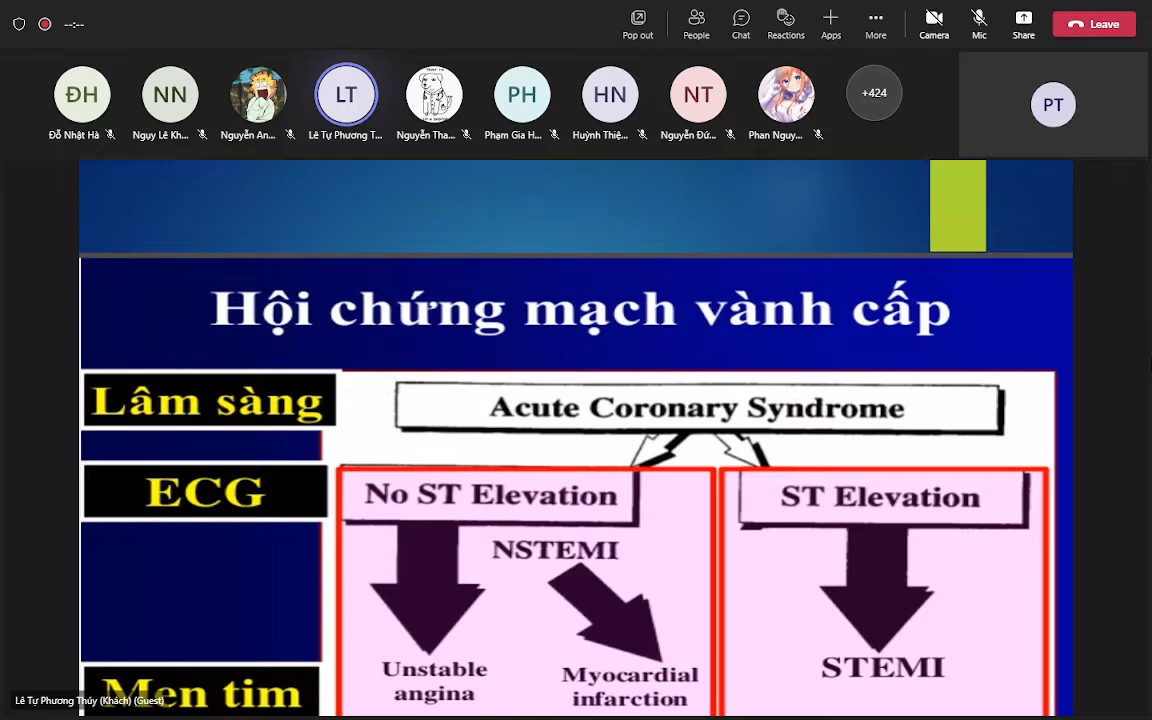 --:--
Pop out
People
Chat
Reactions
Apps
More
Camera
Mic
Share
Leave
ĐH
NN
LT
PH
HN
NT
+424
PT
Đỗ Nhật Hà
Ngụy Lê Kh...
Nguyễn An...
Lê Tự Phương T...
Nguyễn Tha...
Phạm Gia H...
Huỳnh Thiệ...
Nguyễn Đứ...
Phan Nguy...
Hội chứng mạch vành cấp
Lâm sàng
Acute Coronary Syndrome
ECG
No ST Elevation
ST Elevation
NSTEMI
Unstable
angina
Myocardial
infarction
STEMI
Men tim
Lê Tự Phương Thúy (Khách) (Guest)